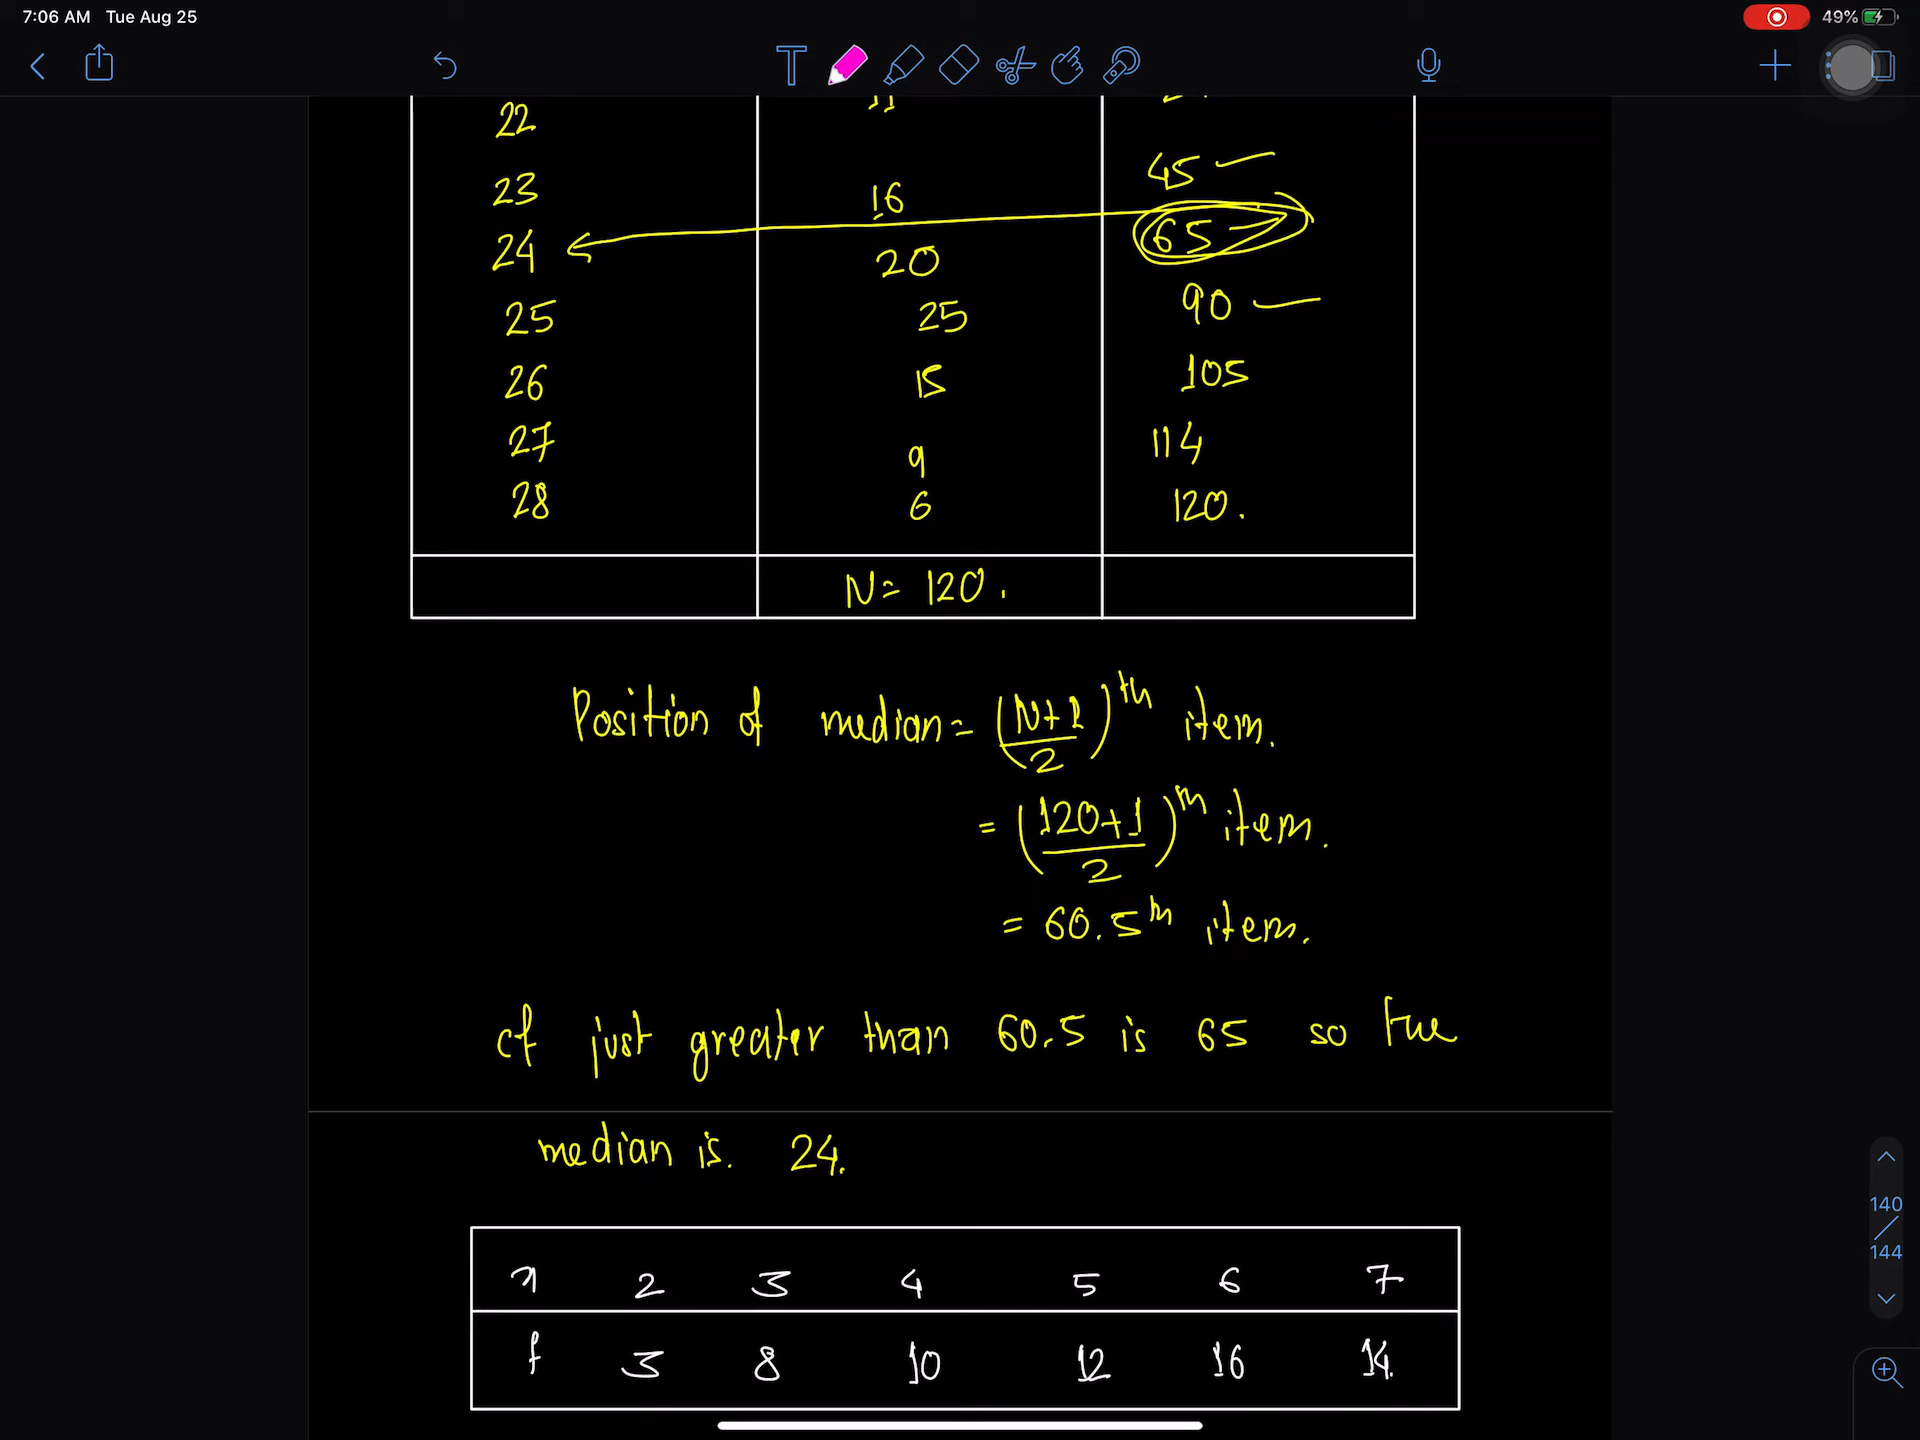 7:06 AM Tue Aug 25
49%
22 11
23 16 45
24 20 65
25 25 90
26 15 105
27 9 114
28 6 120.
N = 120.
Position of median = (N+1/2)th item.
= (120+1/2)th item.
= 60.5th item.
cf just greater than 60.5 is 65 so the
median is. 24.
x 2 3 4 5 6 7
f 3 8 10 12 16 14
140
144